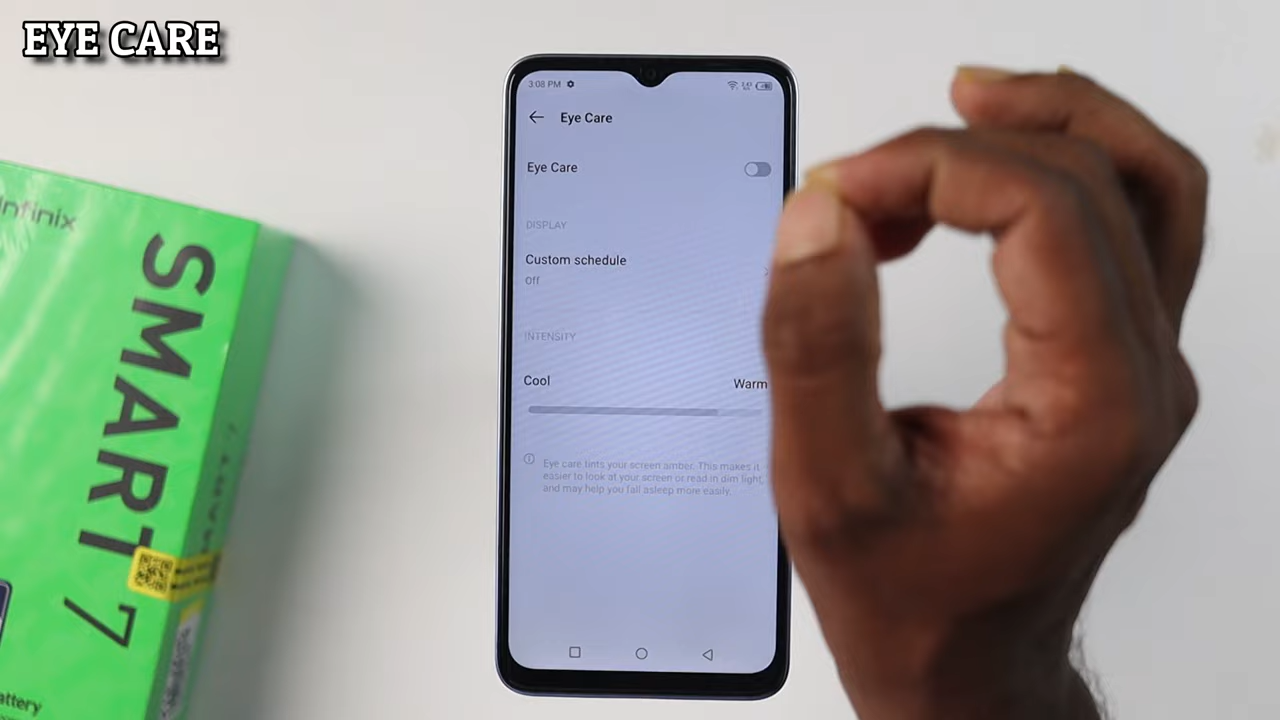 EYE CARE
3:08 PM
Eye Care
Eye Care
DISPLAY
Custom schedule
Off
INTENSITY
Cool
Warm
Eye care tints your screen amber. This makes it
easier to look at your screen or read in dim light,
and may help you fall asleep more easily.
Infinix
SMART 7
attery